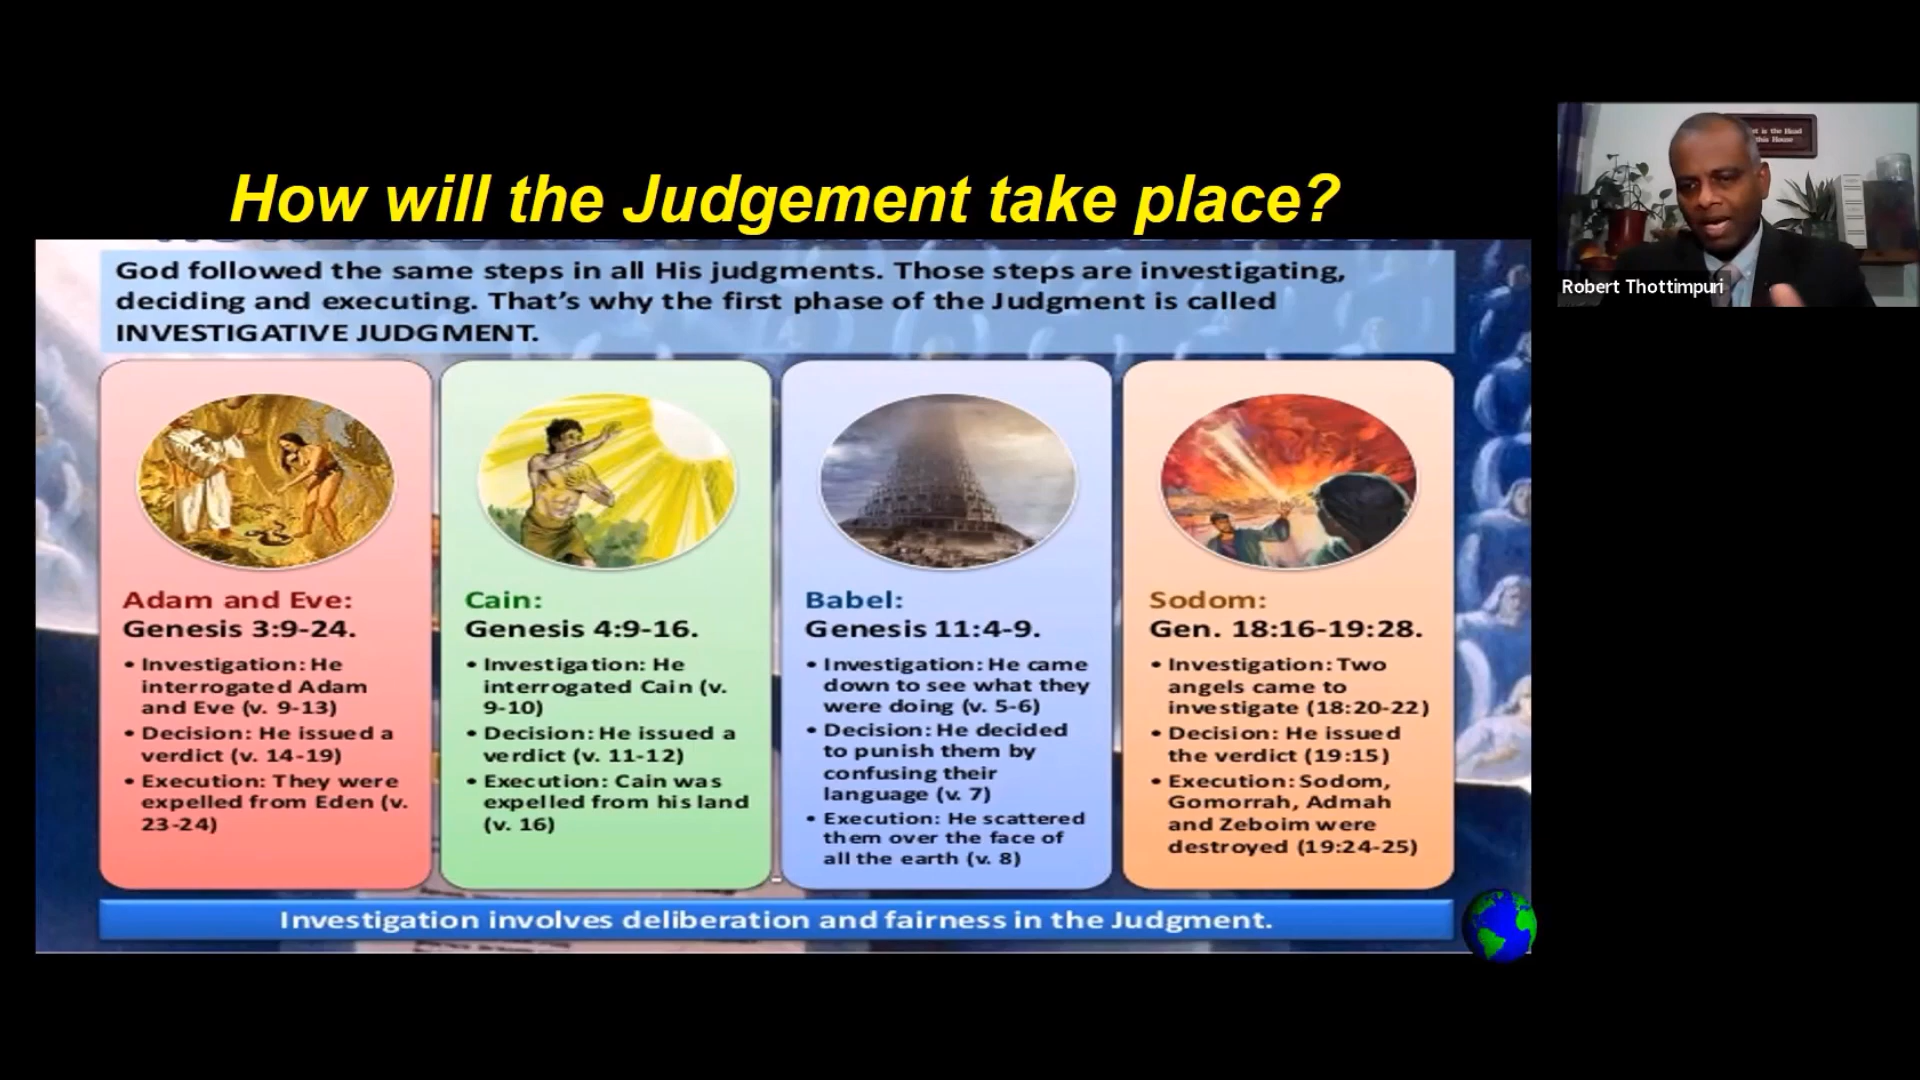 How will the Judgement take place?
God followed the same steps in all His judgments. Those steps are investigating,
deciding and executing. That's why the first phase of the Judgment is called
INVESTIGATIVE JUDGMENT.
Adam and Eve:
Genesis 3:9-24.
• Investigation: He
interrogated Adam
and Eve (v. 9-13)
• Decision: He issued a
verdict (v. 14-19)
• Execution: They were
expelled from Eden (v.
23-24)
Cain:
Genesis 4:9-16.
• Investigation: He
interrogated Cain (v.
9-10)
• Decision: He issued a
verdict (v. 11-12)
• Execution: Cain was
expelled from his land
(v. 16)
Babel:
Genesis 11:4-9.
• Investigation: He came
down to see what they
were doing (v. 5-6)
• Decision: He decided
to punish them by
confusing their
language (v. 7)
• Execution: He scattered
them over the face of
all the earth (v. 8)
Sodom:
Gen. 18:16-19:28.
• Investigation: Two
angels came to
investigate (18:20-22)
• Decision: He issued
the verdict (19:15)
• Execution: Sodom,
Gomorrah, Admah
and Zeboim were
destroyed (19:24-25)
Investigation involves deliberation and fairness in the Judgment.
is the Head
House
Robert Thottimpuri